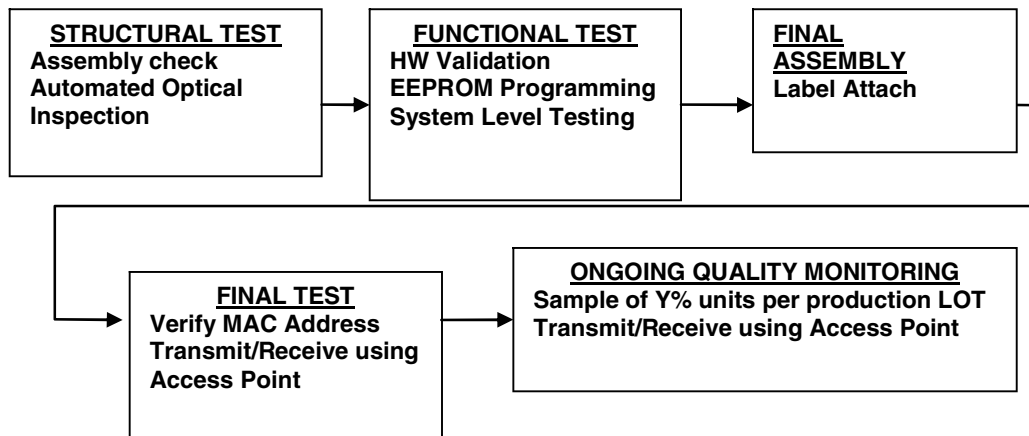 STRUCTURAL TEST
Assembly check
Automated Optical
Inspection
FUNCTIONAL TEST
HW Validation
EEPROM Programming
System Level Testing
FINAL
ASSEMBLY
Label Attach
FINAL TEST
Verify MAC Address
Transmit/Receive using
Access Point
ONGOING QUALITY MONITORING
Sample of Y% units per production LOT
Transmit/Receive using Access Point